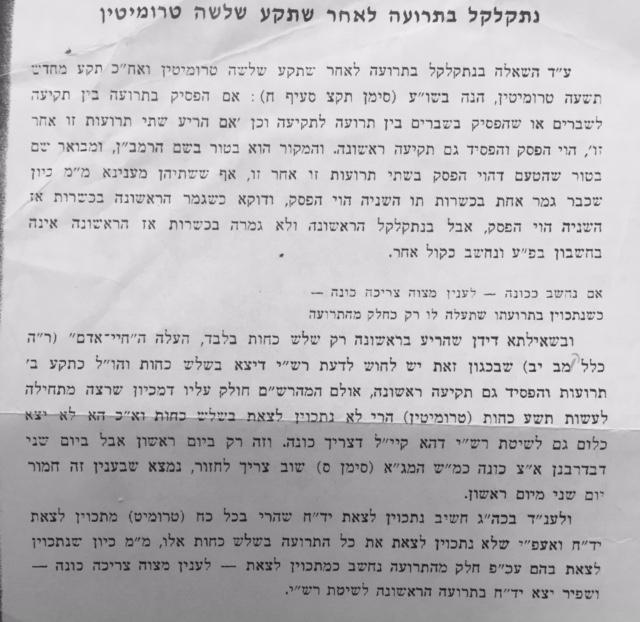 נתקלקל בתרועה לאחר שתקע שלשה טרומיטין
ע״ד השאלה בנתקלקל בתרועה לאחר שתקע שלשה טרומיטין ואח״כ תקע מחדש
תשעה טרומיטין, הנה בשו״ע (סימן תקצ סעיף ח): אם הפסיק בתרועה בין תקיעה
לשברים או שהפסיק בשברים בין תרועה לתקיעה וכן ׳אם הריע שתי תרועות זו אחר
זו׳, הוי הפסק והפסיד גם תקיעה ראשונה. והמקור הוא בטור בשם הרמב״ן, ומבואר שם
בטור שהטעם דהוי הפסק בשתי תרועות זו אחר זו, אף ששתיהן מענינא מ״מ כיון
שכבר גמר אחת בכשרות תו השניה הוי הפסק, ודוקא כשגמר הראשונה בכשרות אז
השניה הוי הפסק, אבל בנתקלקל הראשונה ולא גמרה בכשרות אז הראשונה אינה
בחשבון בפ״ע ונחשב כקול אחר.
אם נחשב ככונה — לענין מצוה צריכה כונה —
כשנתכוין בתרועתו שתעלה לו רק כחלק מהתרועה
ובשאילתא דידן שהריע בראשונה רק שלש כחות בלבד, העלה ה״חיי־אדם״ (ר״ה
כלל מב יב) שבכגון זאת יש לחוש לדעת רש״י דיצא בשלש כחות והו״ל כתקע ב׳
תרועות והפסיד גם תקיעה ראשונה, אולם המהרש״ם חולק עליו דמכיון שרצה מתחילה
לעשות תשע כחות (טרומיטין) הרי לא נתכוין לצאת בשלש כחות וא״כ הא לא יצא
כלום גם לשיטת רש״י דהא קיי״ל דצריך כונה. וזה רק ביום ראשון אבל ביום שני
דבדרבנן א״צ כונה כמ״ש המג״א (סימן ס) שוב צריך לחזור, נמצא שבענין זה חמור
יום שני מיום ראשון.
ולענ״ד בכה״ג חשיב נתכוין לצאת יד״ח שהרי בכל כח (טרומיט) מתכוין לצאת
יד״ח ואעפ״י שלא נתכוין לצאת את כל התרועה בשלש כחות אלו, מ״מ כיון שנתכוין
לצאת בהם עכ״פ חלק מהתרועה נחשב כמתכוין לצאת — לענין מצוה צריכה כונה —
ושפיר יצא יד״ח בתרועה הראשונה לשיטת רש״י.